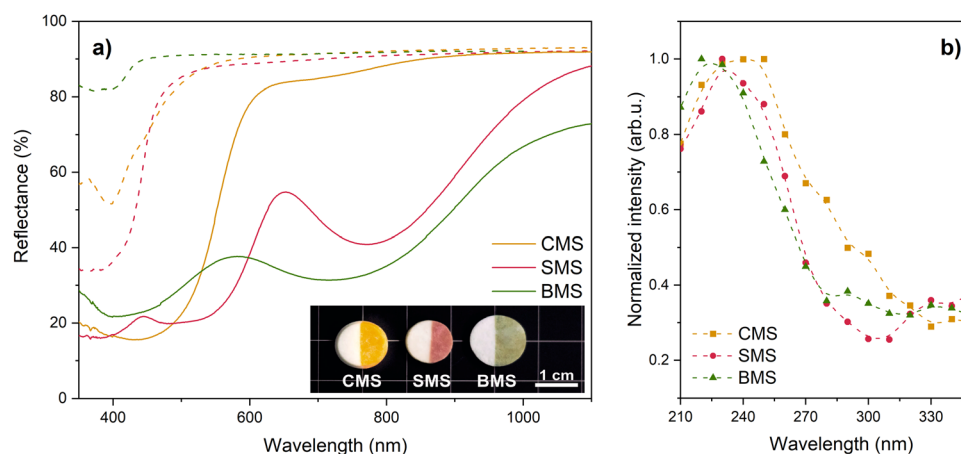 a)
100
80
60
40
20
0
Reflectance (%)
400
600
800
1000
Wavelength (nm)
CMS
SMS
BMS
CMS SMS BMS 1 cm
b)
1.0
0.8
0.6
0.4
0.2
Normalized intensity (arb.u.)
210 240 270 300 330
Wavelength (nm)
CMS
SMS
BMS